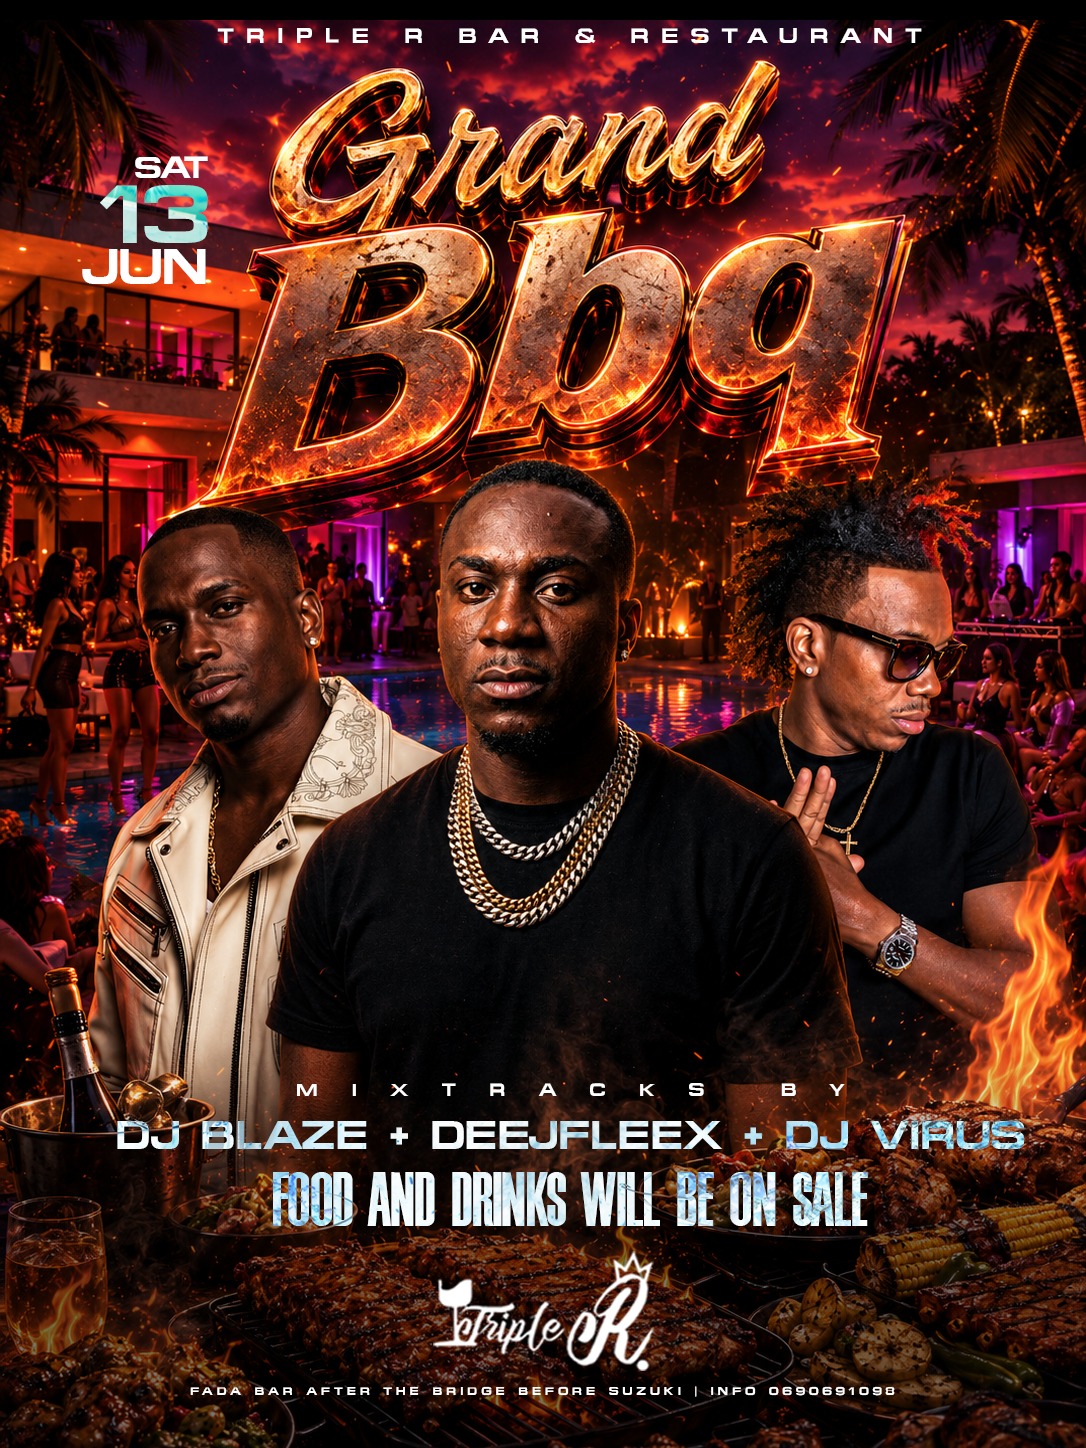 TRIPLE R BAR & RESTAURANT
Grand
Bbq
SAT
13
JUN
MIXTRACKS BY
DJ BLAZE + DEEJFLEEX + DJ VIRUS
FOOD AND DRINKS WILL BE ON SALE
Triple R.
FADA BAR AFTER THE BRIDGE BEFORE SUZUKI | INFO 0690691098